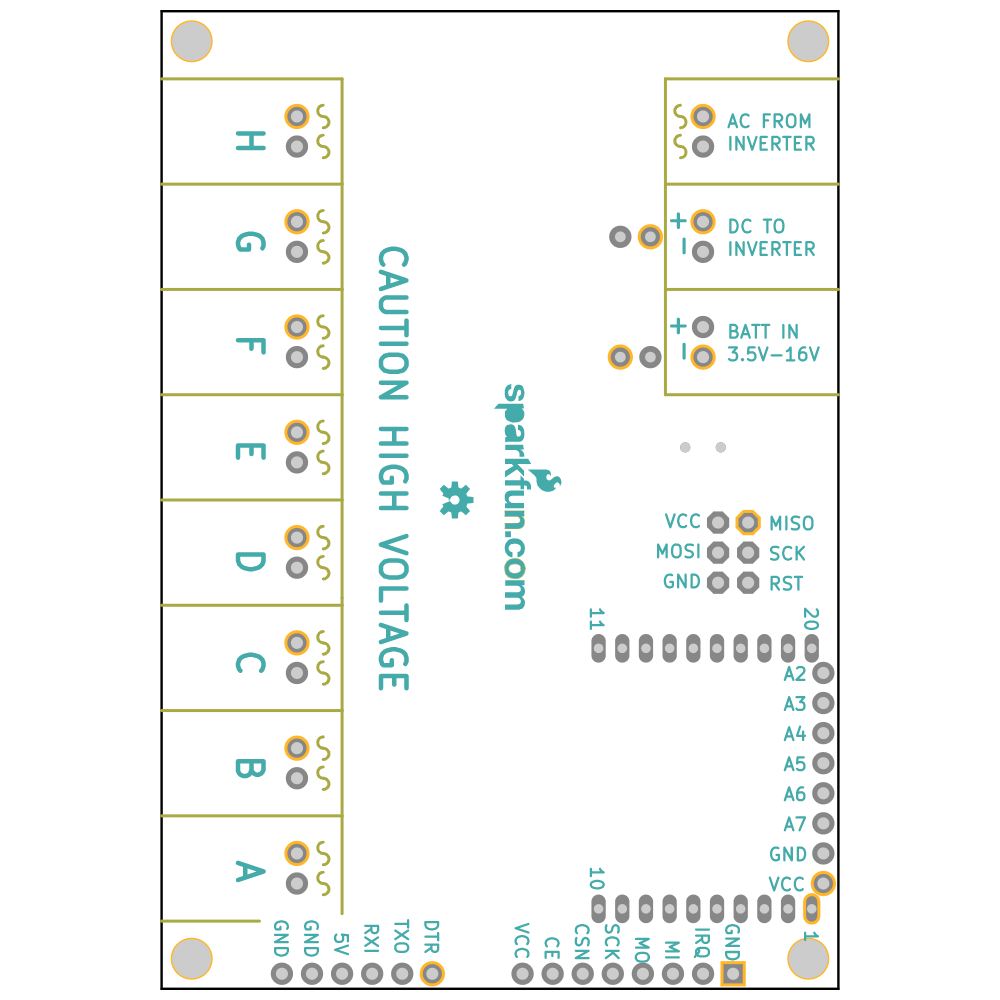 H
G
F
E
D
C
B
A
CAUTION HIGH VOLTAGE
sparkfun.com
AC FROM
INVERTER
+ DC TO
- INVERTER
+ BATT IN
- 3.5V-16V
VCC MISO
MOSI SCK
GND RST
11 20
A2
A3
A4
A5
A6
A7
GND
VCC
10 1
GND
GND
5V
RXI
TXO
DTR
VCC
CE
CSN
SCK
MO
MI
IRQ
GND